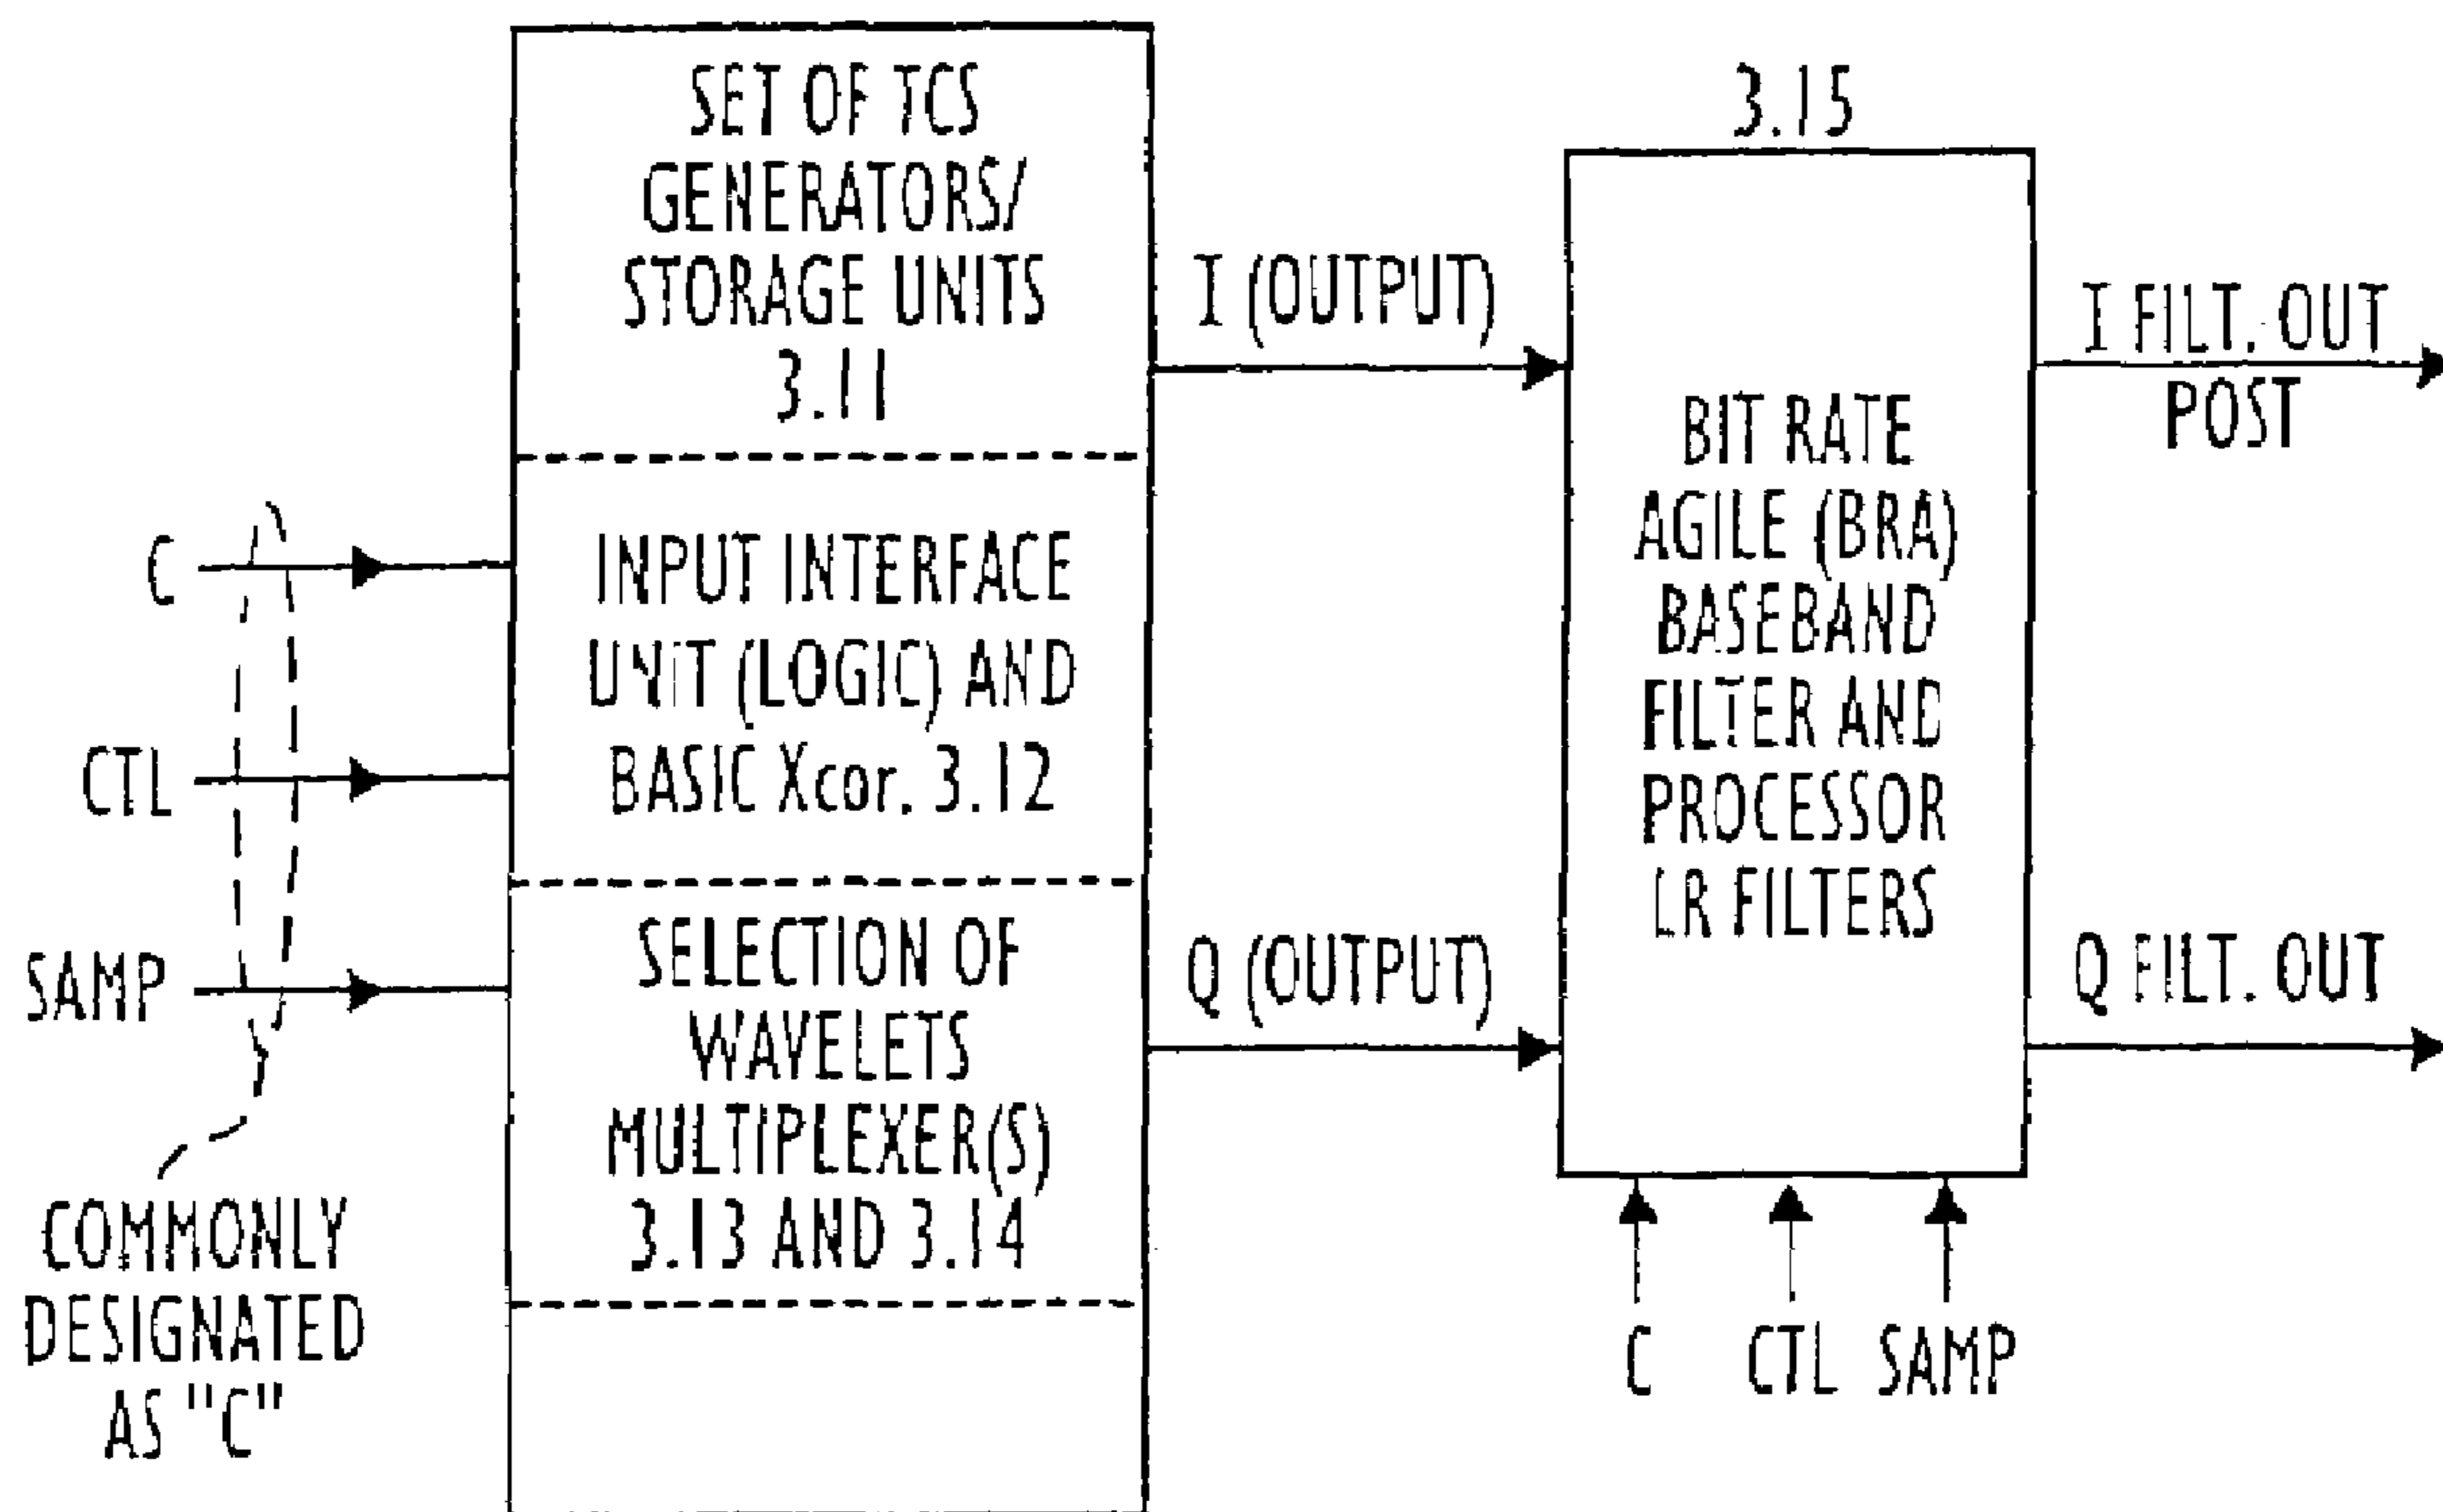 SET OF TCS
GENERATORS/
STORAGE UNITS
3.11
INPUT INTERFACE
UNIT (LOGIC) AND
BASIC Xcor. 3.12
SELECTION OF
WAVELETS
MULTIPLEXER(S)
3.13 AND 3.14
C
CTL
SAMP
COMMONLY
DESIGNATED
AS "C"
I (OUTPUT)
Q (OUTPUT)
3.15
BIT RATE
AGILE (BRA)
BASEBAND
FILTER AND
PROCESSOR
LR FILTERS
C CTL SAMP
I FILT. OUT
POST
Q FILT. OUT